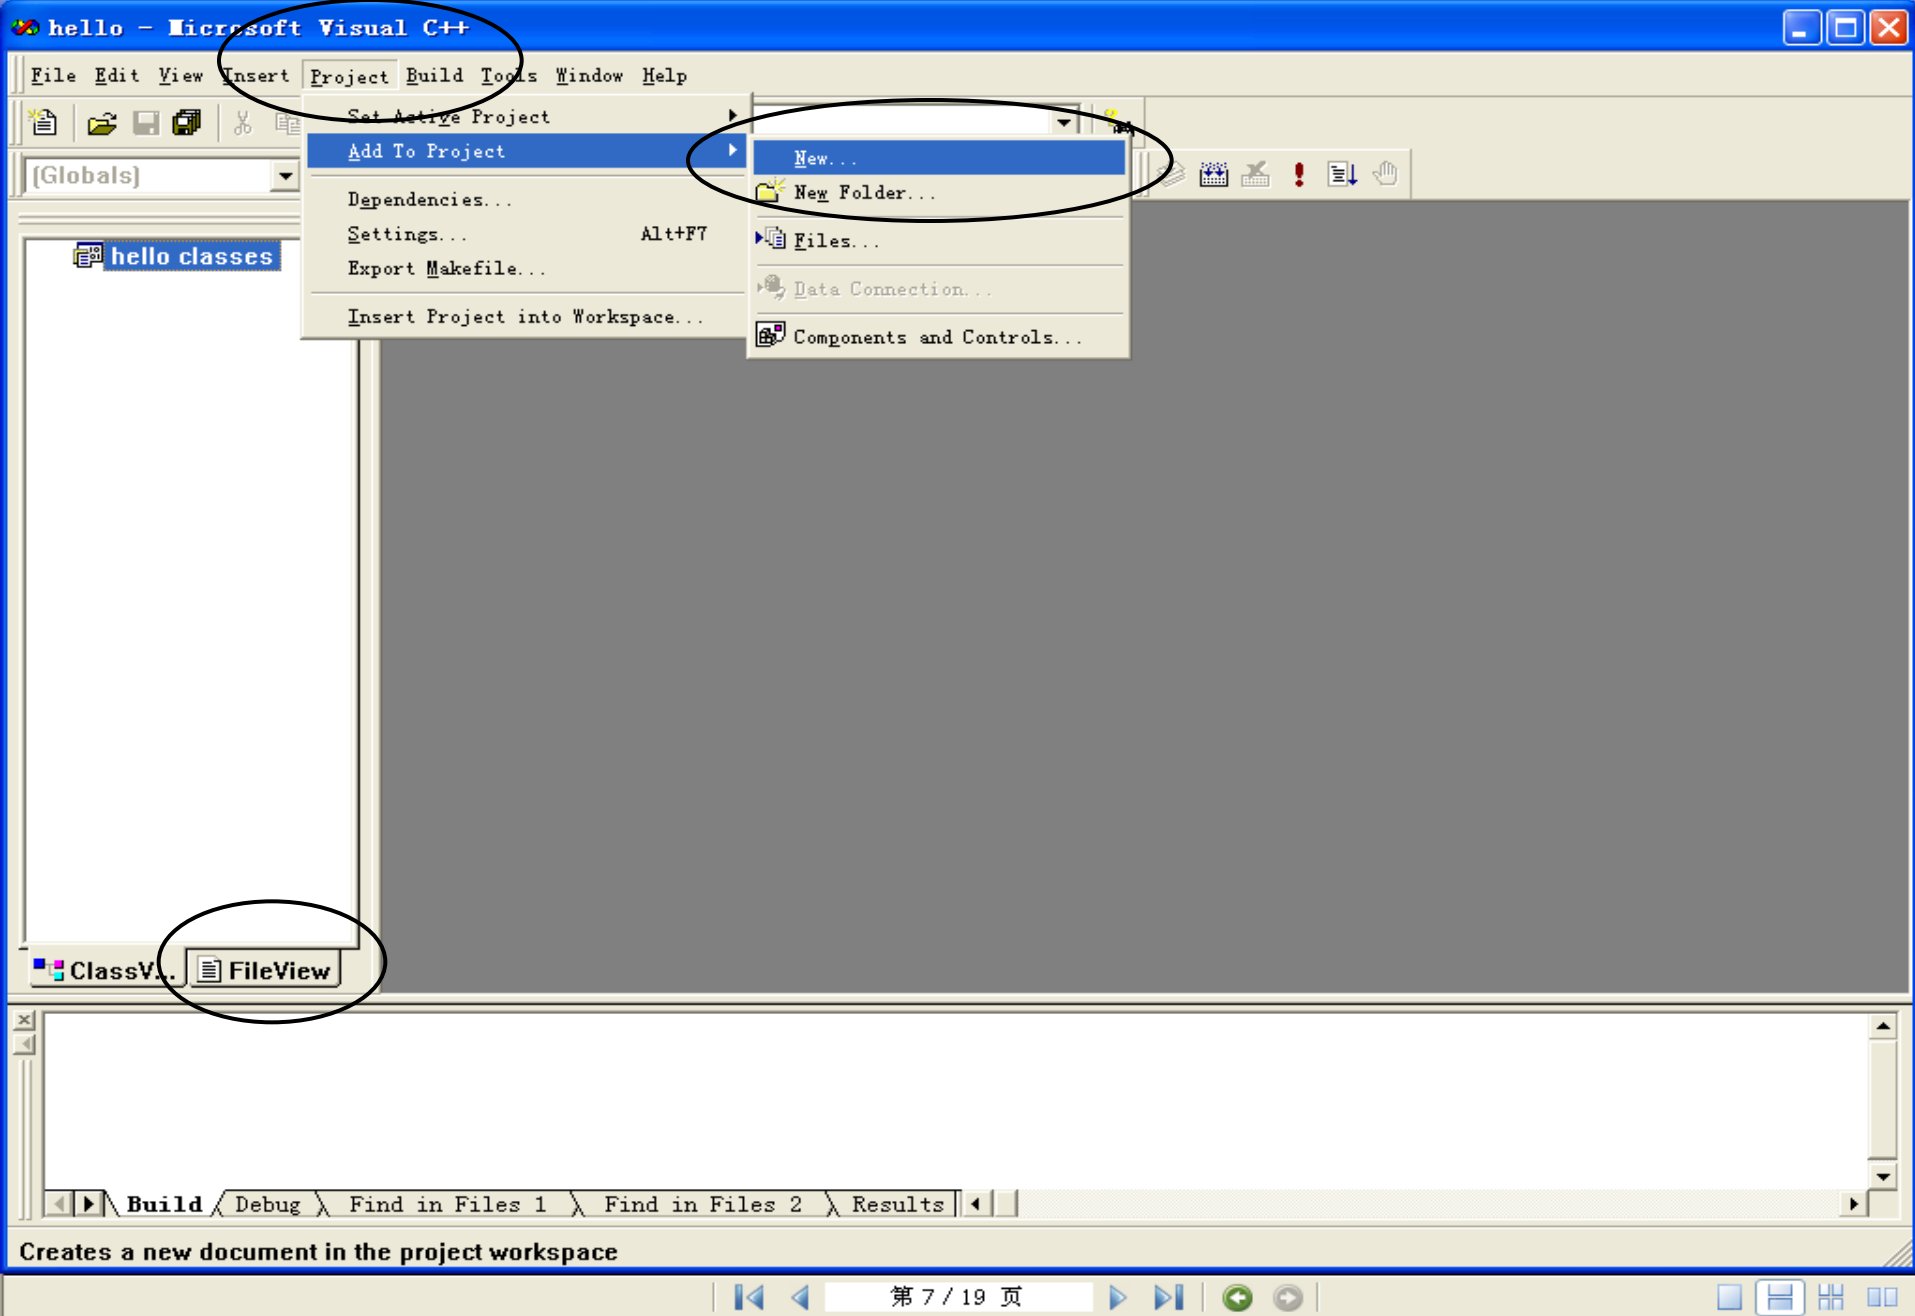 hello - Microsoft Visual C++
File Edit View Insert Project Build Tools Window Help
Set Active Project
Add To Project
New...
[Globals]
New Folder...
Dependencies...
Settings... Alt+F7
Files...
hello classes
Export Makefile...
Data Connection...
Insert Project into Workspace...
Components and Controls...
ClassV... FileView
Build Debug Find in Files 1 Find in Files 2 Results
Creates a new document in the project workspace
第 7 / 19 页